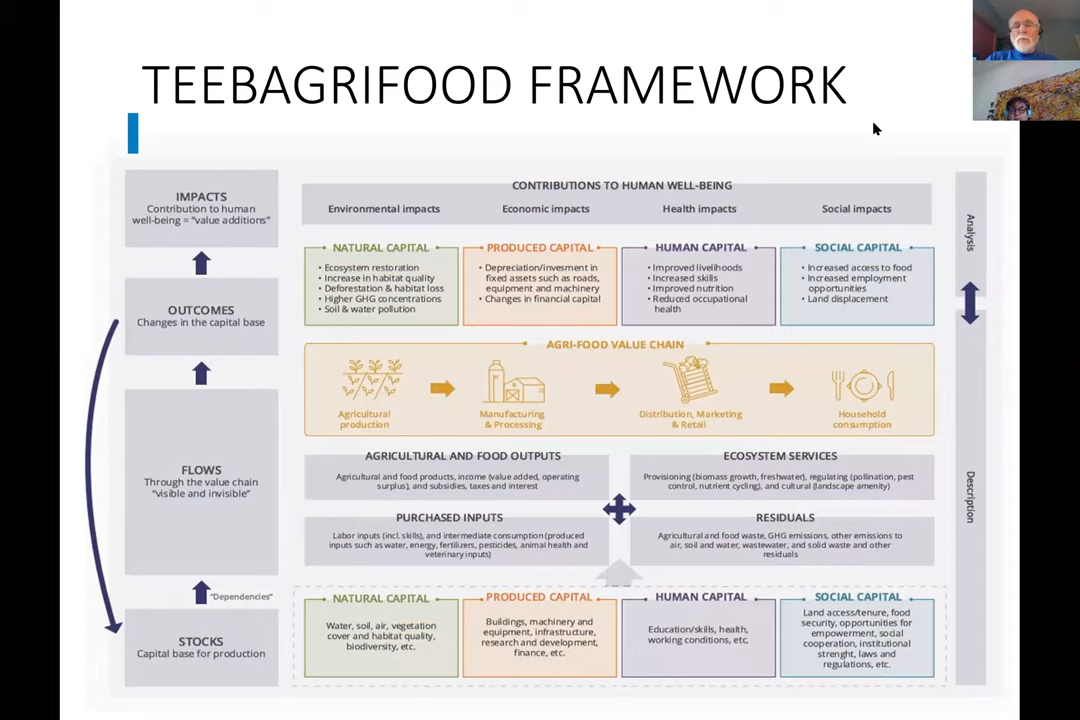 TEEBAGRIFOOD FRAMEWORK
IMPACTS
Contribution to human
well-being = “value additions”
OUTCOMES
Changes in the capital base
FLOWS
Through the value chain
“visible and invisible”
“Dependencies”
STOCKS
Capital base for production
CONTRIBUTIONS TO HUMAN WELL-BEING
Environmental impacts
Economic impacts
Health impacts
Social impacts
NATURAL CAPITAL
• Ecosystem restoration
• Increase in habitat quality
• Deforestation & habitat loss
• Higher GHG concentrations
• Soil & water pollution
PRODUCED CAPITAL
• Depreciation/invesment in
fixed assets such as roads,
equipment and machinery
• Changes in financial capital
HUMAN CAPITAL
• Improved livelihoods
• Increased skills
• Improved nutrition
• Reduced occupational
health
SOCIAL CAPITAL
• Increased access to food
• Increased employment
opportunities
• Land displacement
AGRI-FOOD VALUE CHAIN
Agricultural
production
Manufacturing
& Processing
Distribution, Marketing
& Retail
Household
consumption
AGRICULTURAL AND FOOD OUTPUTS
Agricultural and food products, income (value added, operating
surplus), and subsidies, taxes and interest
ECOSYSTEM SERVICES
Provisioning (biomass growth, freshwater), regulating (pollination, pest
control, nutrient cycling), and cultural (landscape amenity)
PURCHASED INPUTS
Labor inputs (incl. skills), and intermediate consumption (produced
inputs such as water, energy, fertilizers, pesticides, animal health and
veterinary inputs)
RESIDUALS
Agricultural and food waste, GHG emissions, other emissions to
air, soil and water, wastewater, and solid waste and other
residuals
NATURAL CAPITAL
Water, soil, air, vegetation
cover and habitat quality,
biodiversity, etc.
PRODUCED CAPITAL
Buildings, machinery and
equipment, infrastructure,
research and development,
finance, etc.
HUMAN CAPITAL
Education/skills, health,
working conditions, etc.
SOCIAL CAPITAL
Land access/tenure, food
security, opportunities for
empowerment, social
cooperation, institutional
strenght, laws and
regulations, etc.
Analysis
Description